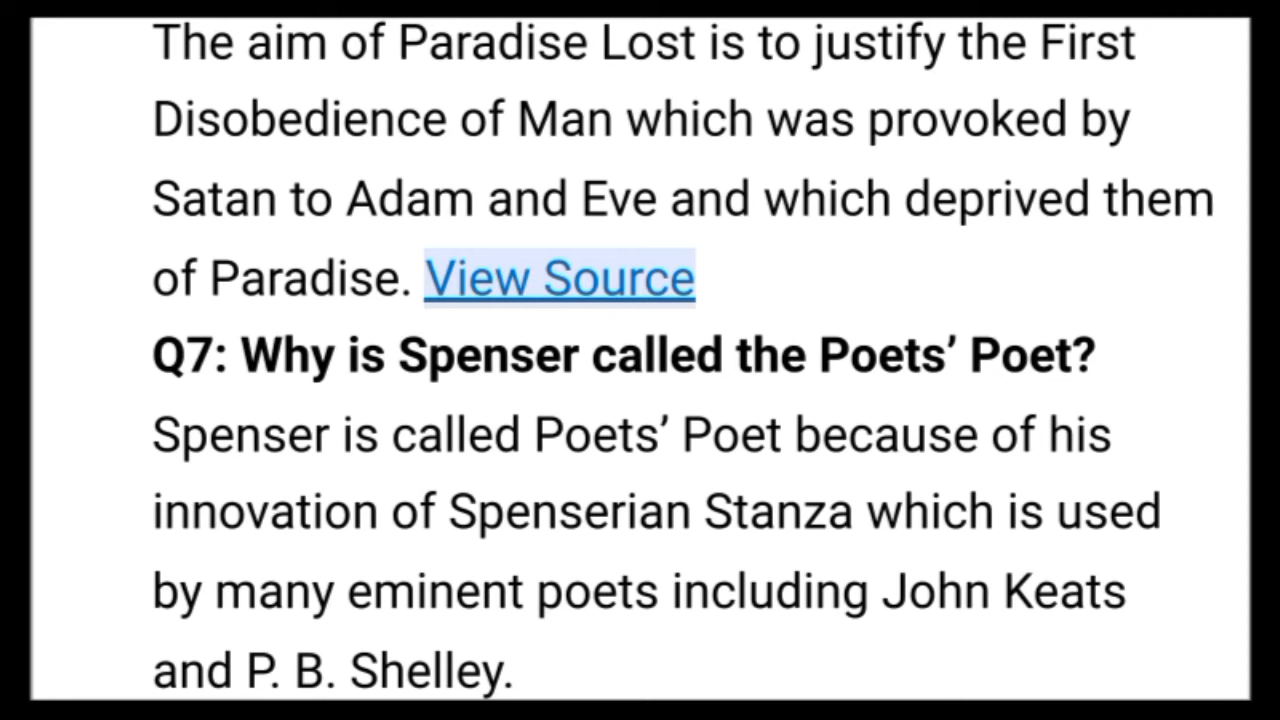 The aim of Paradise Lost is to justify the First
Disobedience of Man which was provoked by
Satan to Adam and Eve and which deprived them
of Paradise. View Source
Q7: Why is Spenser called the Poets’ Poet?
Spenser is called Poets’ Poet because of his
innovation of Spenserian Stanza which is used
by many eminent poets including John Keats
and P. B. Shelley.